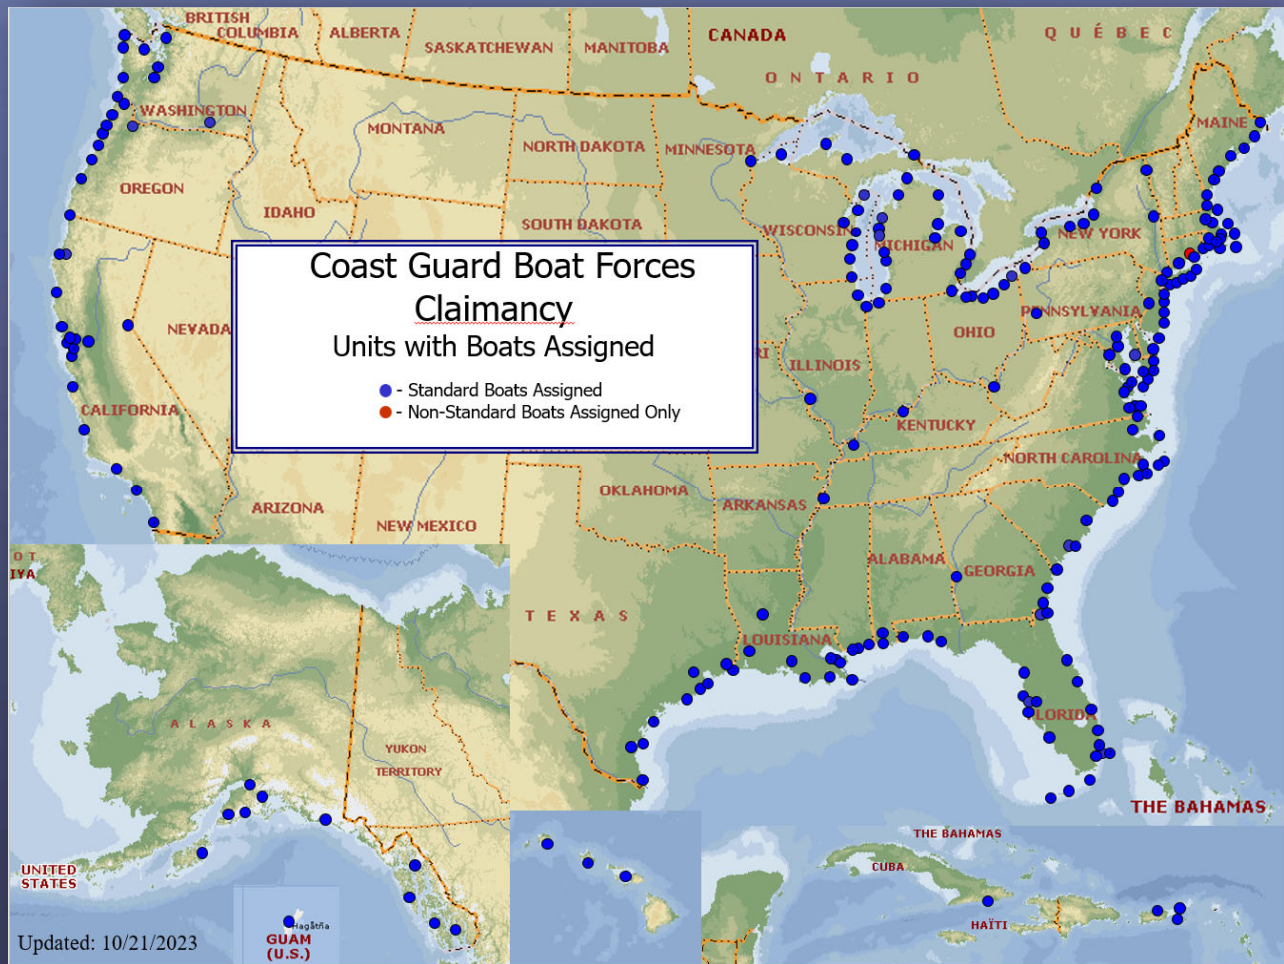 BRITISH
COLUMBIA
ALBERTA
SASKATCHEWAN
MANITOBA
CANADA
ONTARIO
QUÉBEC
WASHINGTON
MONTANA
NORTH DAKOTA
MINNESOTA
MAINE
OREGON
IDAHO
SOUTH DAKOTA
WISCONSIN
MICHIGAN
NEW YORK
Coast Guard Boat Forces
Claimancy
Units with Boats Assigned
- Standard Boats Assigned
- Non-Standard Boats Assigned Only
NEVADA
RI
ILLINOIS
OHIO
PENNSYLVANIA
CALIFORNIA
KENTUCKY
NORTH CAROLINA
ARIZONA
NEW MEXICO
OKLAHOMA
ARKANSAS
ALABAMA
GEORGIA
OT
IYA
TEXAS
LOUISIANA
FLORIDA
ALASKA
YUKON
TERRITORY
THE BAHAMAS
THE BAHAMAS
CUBA
HAÏTI
UNITED
STATES
Hagåtña
GUAM
(U.S.)
Updated: 10/21/2023